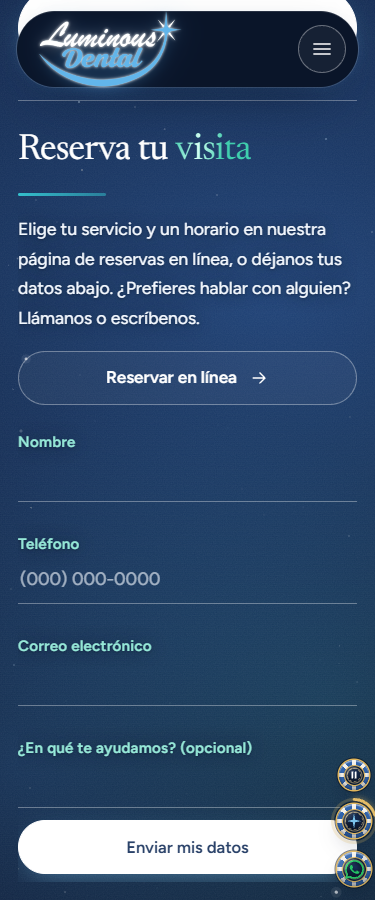 Luminous
Dental
Reserva tu visita
Elige tu servicio y un horario en nuestra
página de reservas en línea, o déjanos tus
datos abajo. ¿Prefieres hablar con alguien?
Llámanos o escríbenos.
Reservar en línea →
Nombre
Teléfono
(000) 000-0000
Correo electrónico
¿En qué te ayudamos? (opcional)
Enviar mis datos